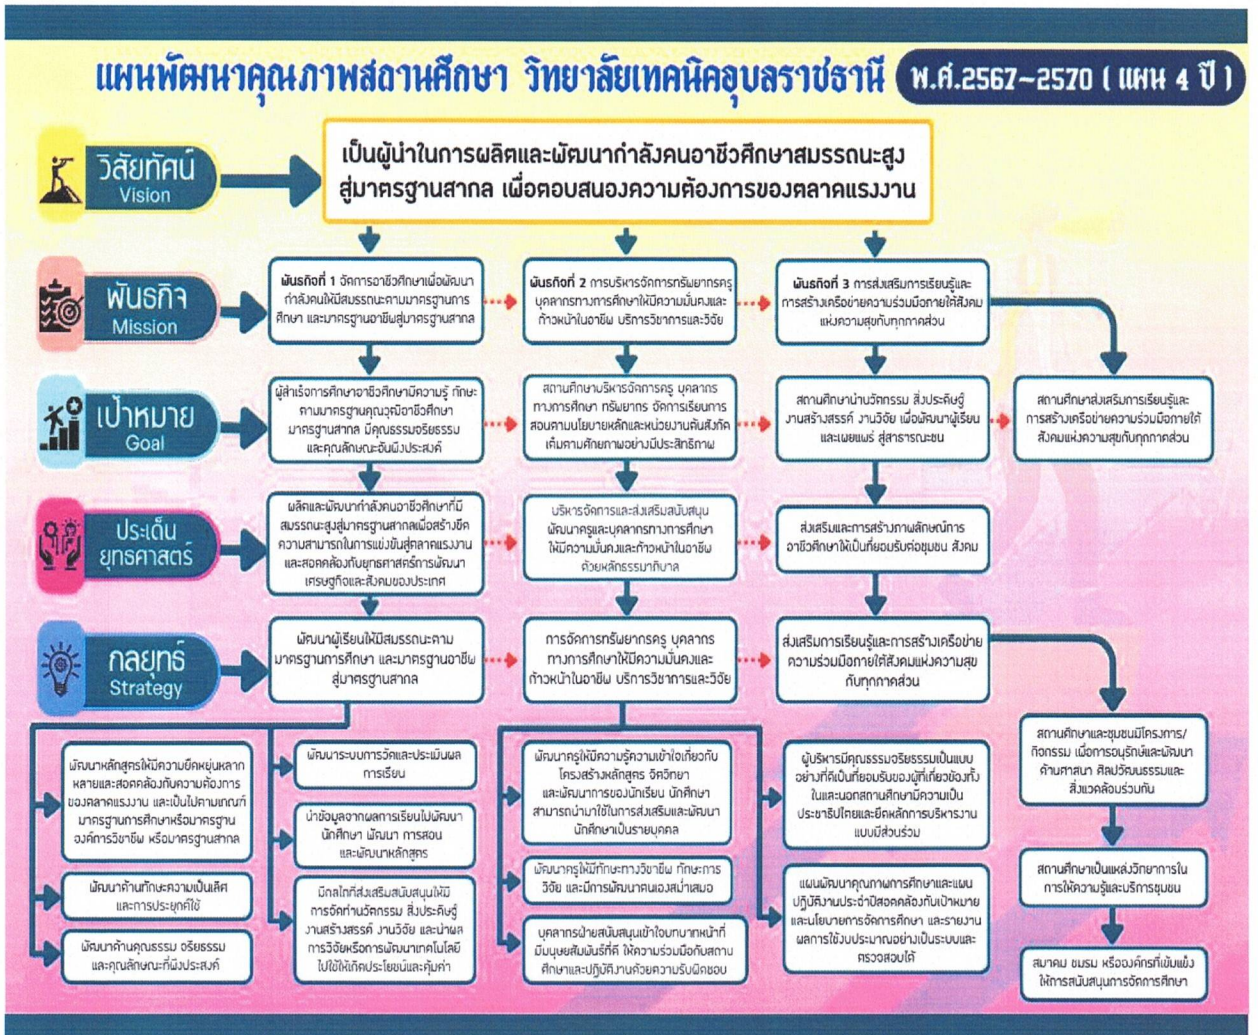 แผนพัฒนาคุณภาพสถานศึกษา วิทยาลัยเทคนิคอุบลราชธานี พ.ศ.2567~2570 ( แผน 4 ปี )
วิสัยทัศน์
Vision
เป็นผู้นำในการผลิตและพัฒนากำลังคนอาชีวศึกษาสมรรถนะสูง
สู่มาตรฐานสากล เพื่อตอบสนองความต้องการของตลาดแรงงาน
พันธกิจ
Mission
พันธกิจที่ 1 จัดการอาชีวศึกษาเพื่อพัฒนา
กำลังคนให้มีสมรรถนะตามมาตรฐานการ
ศึกษา และมาตรฐานอาชีพสู่มาตรฐานสากล
พันธกิจที่ 2 การบริหารจัดการทรัพยากรครู
บุคลากรทางการศึกษาให้มีความมั่นคงและ
ก้าวหน้าในอาชีพ บริการวิชาการและวิจัย
พันธกิจที่ 3 การส่งเสริมการเรียนรู้และ
การสร้างเครือข่ายความร่วมมือภายใต้สังคม
แห่งความสุขกับทุกภาคส่วน
เป้าหมาย
Goal
ผู้สำเร็จการศึกษาอาชีวศึกษามีความรู้ ทักษะ
ตามมาตรฐานคุณวุฒิอาชีวศึกษา
มาตรฐานสากล มีคุณธรรมจริยธรรม
และคุณลักษณะอันพึงประสงค์
สถานศึกษาบริหารจัดการครู บุคลากร
ทางการศึกษา ทรัพยากร จัดการเรียนการ
สอนตามนโยบายหลักและหน่วยงานต้นสังกัด
เต็มตามศักยภาพอย่างมีประสิทธิภาพ
สถานศึกษานำนวัตกรรม สิ่งประดิษฐ์
งานสร้างสรรค์ งานวิจัย เพื่อพัฒนาผู้เรียน
และเผยแพร่ สู่สาธารณะชน
สถานศึกษาส่งเสริมการเรียนรู้และ
การสร้างเครือข่ายความร่วมมือภายใต้
สังคมแห่งความสุขกับทุกภาคส่วน
ประเด็น
ยุทธศาสตร์
ผลิตและพัฒนากำลังคนอาชีวศึกษาที่มี
สมรรถนะสูงสู่มาตรฐานสากลเพื่อสร้างขีด
ความสามารถในการแข่งขันสู่ตลาดแรงงาน
และสอดคล้องกับยุทธศาสตร์การพัฒนา
เศรษฐกิจและสังคมของประเทศ
บริหารจัดการและส่งเสริมสนับสนุน
พัฒนาครูและบุคลากรทางการศึกษา
ให้มีความมั่นคงและก้าวหน้าในอาชีพ
ด้วยหลักธรรมาภิบาล
ส่งเสริมและการสร้างภาพลักษณ์การ
อาชีวศึกษาให้เป็นที่ยอมรับต่อชุมชน สังคม
กลยุทธ์
Strategy
พัฒนาผู้เรียนให้มีสมรรถนะตาม
มาตรฐานการศึกษา และมาตรฐานอาชีพ
สู่มาตรฐานสากล
การจัดการทรัพยากรครู บุคลากร
ทางการศึกษาให้มีความมั่นคงและ
ก้าวหน้าในอาชีพ บริการวิชาการและวิจัย
ส่งเสริมการเรียนรู้และการสร้างเครือข่าย
ความร่วมมือภายใต้สังคมแห่งความสุข
กับทุกภาคส่วน
พัฒนาหลักสูตรให้มีความยืดหยุ่นหลาก
หลายและสอดคล้องกับความต้องการ
ของตลาดแรงงาน และเป็นไปตามเกณฑ์
มาตรฐานการศึกษาหรือมาตรฐาน
องค์การวิชาชีพ หรือมาตรฐานสากล
พัฒนาด้านทักษะความเป็นเลิศ
และการประยุกต์ใช้
พัฒนาด้านคุณธรรม จริยธรรม
และคุณลักษณะที่พึงประสงค์
พัฒนาระบบการวัดและประเมินผล
การเรียน
นำข้อมูลจากผลการเรียนไปพัฒนา
นักศึกษา พัฒนา การสอน
และพัฒนาหลักสูตร
มีกลไกที่ส่งเสริมสนับสนุนให้มี
การจัดทำนวัตกรรม สิ่งประดิษฐ์
งานสร้างสรรค์ งานวิจัย และนำผล
การวิจัยหรือการพัฒนาเทคโนโลยี
ไปใช้ให้เกิดประโยชน์และคุ้มค่า
พัฒนาครูให้มีความรู้ความเข้าใจเกี่ยวกับ
โครงสร้างหลักสูตร จิตวิทยา
และพัฒนาการของนักเรียน นักศึกษา
สามารถนำมาใช้ในการส่งเสริมและพัฒนา
นักศึกษาเป็นรายบุคคล
พัฒนาครูให้มีทักษะทางวิชาชีพ ทักษะการ
วิจัย และมีการพัฒนาตนเองสม่ำเสมอ
บุคลากรฝ่ายสนับสนุนเข้าใจบทบาทหน้าที่
มีมนุษยสัมพันธ์ที่ดี ให้ความร่วมมือกับสถาน
ศึกษาและปฏิบัติงานด้วยความรับผิดชอบ
ผู้บริหารมีคุณธรรมจริยธรรมเป็นแบบ
อย่างที่ดีเป็นที่ยอมรับของผู้ที่เกี่ยวข้องทั้ง
ในและนอกสถานศึกษามีความเป็น
ประชาธิปไตยและยึดหลักการบริหารงาน
แบบมีส่วนร่วม
แผนพัฒนาคุณภาพการศึกษาและแผน
ปฏิบัติงานประจำปีสอดคล้องกับเป้าหมาย
และนโยบายการจัดการศึกษา และรายงาน
ผลการใช้งบประมาณอย่างเป็นระบบและ
ตรวจสอบได้
สถานศึกษาและชุมชนมีโครงการ/
กิจกรรม เพื่อการอนุรักษ์และพัฒนา
ด้านศาสนา ศิลปวัฒนธรรมและ
สิ่งแวดล้อมร่วมกัน
สถานศึกษาเป็นแหล่งวิทยาการใน
การให้ความรู้และบริการชุมชน
สมาคม ชมรม หรือองค์กรที่เข้มแข็ง
ให้การสนับสนุนการจัดการศึกษา